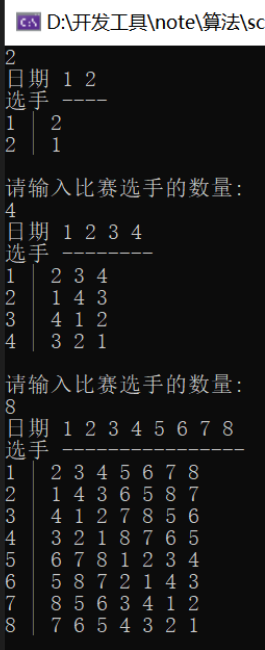 D:\开发工具\note\算法\sc
2
日期 1 2
选手 ----
1 | 2
2 | 1
请输入比赛选手的数量:
4
日期 1 2 3 4
选手 --------
1 | 2 3 4
2 | 1 4 3
3 | 4 1 2
4 | 3 2 1
请输入比赛选手的数量:
8
日期 1 2 3 4 5 6 7 8
选手 ----------------
1 | 2 3 4 5 6 7 8
2 | 1 4 3 6 5 8 7
3 | 4 1 2 7 8 5 6
4 | 3 2 1 8 7 6 5
5 | 6 7 8 1 2 3 4
6 | 5 8 7 2 1 4 3
7 | 8 5 6 3 4 1 2
8 | 7 6 5 4 3 2 1